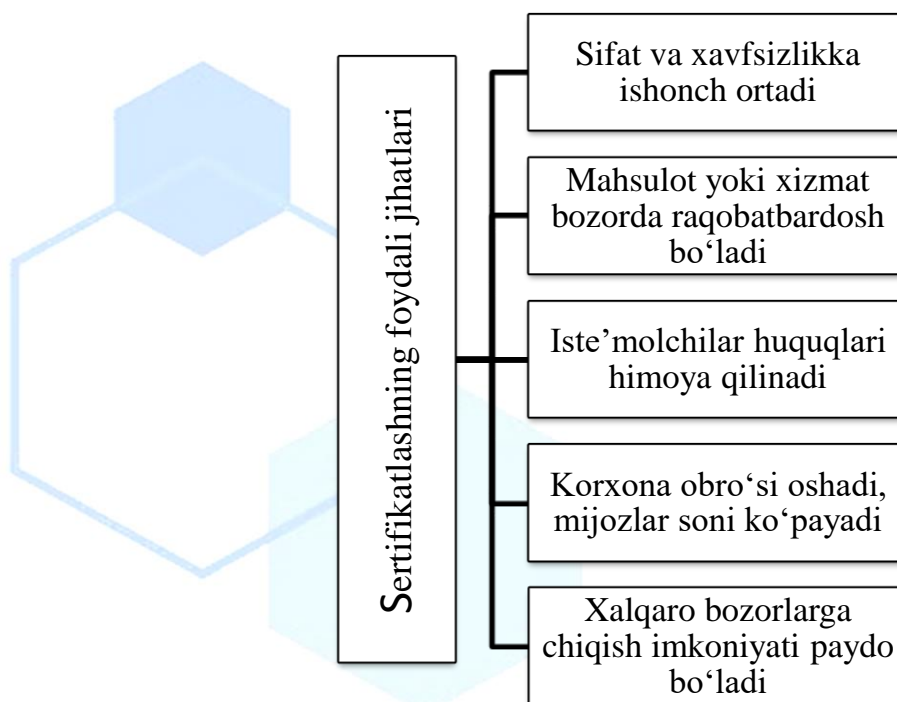 Sertifikatlashning foydali jihatlari
Sifat va xavfsizlikka
ishonch ortadi
Mahsulot yoki xizmat
bozorda raqobatbardosh
bo‘ladi
Iste’molchilar huquqlari
himoya qilinadi
Korxona obro‘si oshadi,
mijozlar soni ko‘payadi
Xalqaro bozorlarga
chiqish imkoniyati paydo
bo‘ladi